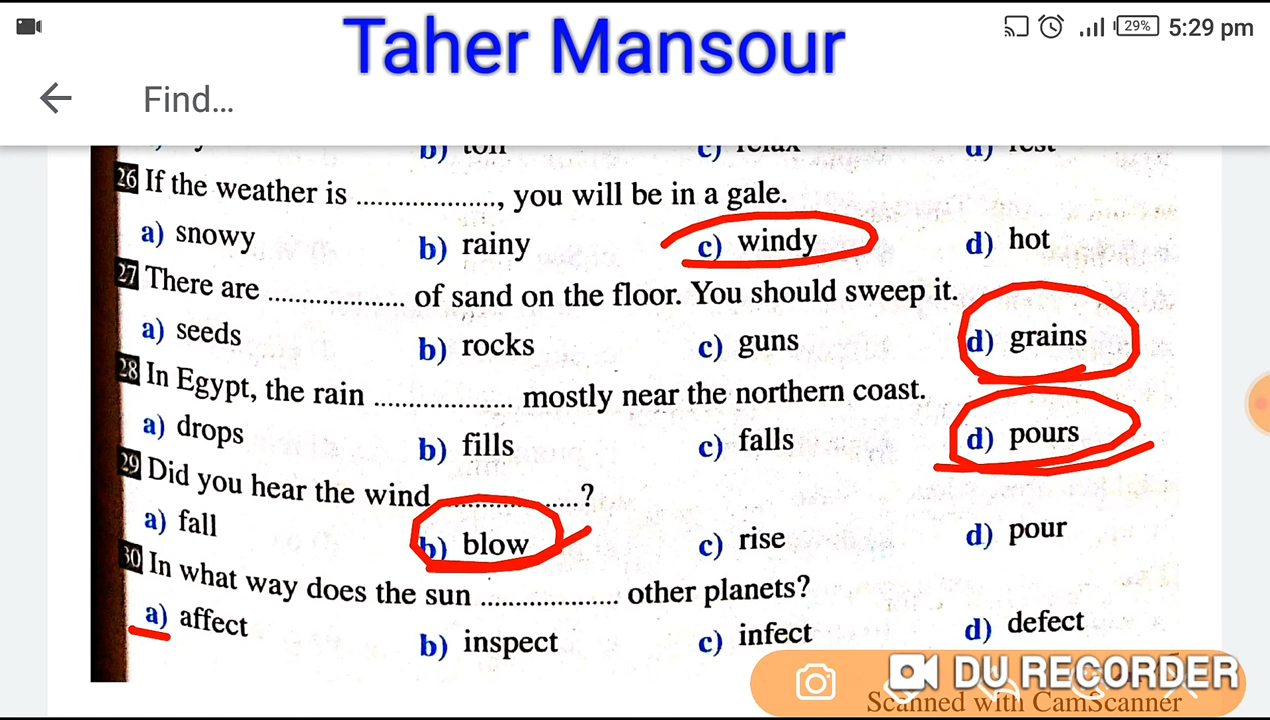 Taher Mansour
29% 5:29 pm
Find...
b) c) d)
26 If the weather is ..................., you will be in a gale.
a) snowy b) rainy c) windy d) hot
27 There are ................... of sand on the floor. You should sweep it.
a) seeds b) rocks c) guns d) grains
28 In Egypt, the rain ................... mostly near the northern coast.
a) drops b) fills c) falls d) pours
29 Did you hear the wind ...................?
a) fall b) blow c) rise d) pour
30 In what way does the sun ................... other planets?
a) affect b) inspect c) infect d) defect
DU RECORDER
Scanned with CamScanner